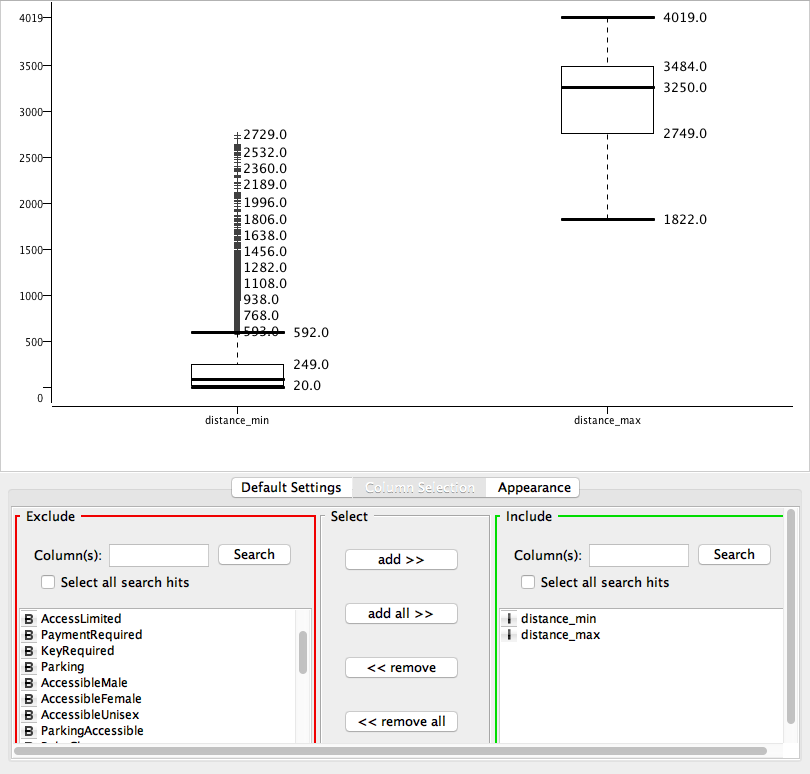 4019
3500
3000
2500
2000
1500
1000
500
0
2729.0
2532.0
2360.0
2189.0
1996.0
1806.0
1638.0
1456.0
1282.0
1108.0
938.0
768.0
593.0
592.0
249.0
20.0
4019.0
3484.0
3250.0
2749.0
1822.0
distance_min
distance_max
Default Settings
Column Selection
Appearance
Exclude
Column(s):
Search
Select all search hits
B AccessLimited
B PaymentRequired
B KeyRequired
B Parking
B AccessibleMale
B AccessibleFemale
B AccessibleUnisex
B ParkingAccessible
Select
add >>
add all >>
<< remove
<< remove all
Include
Column(s):
Search
Select all search hits
I distance_min
I distance_max